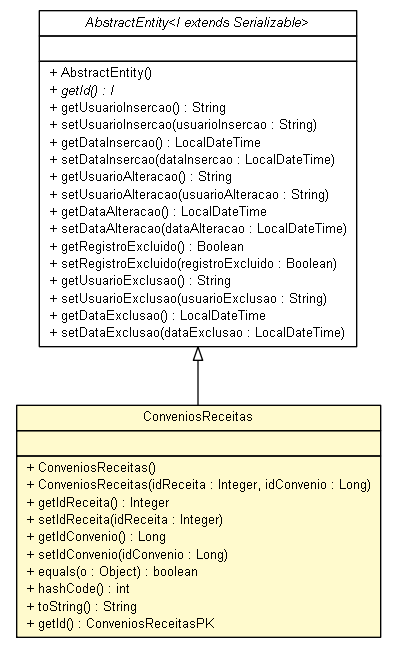 AbstractEntity<I extends Serializable>
+ AbstractEntity()
+ getId() : I
+ getUsuarioInsercao() : String
+ setUsuarioInsercao(usuarioInsercao : String)
+ getDataInsercao() : LocalDateTime
+ setDataInsercao(dataInsercao : LocalDateTime)
+ getUsuarioAlteracao() : String
+ setUsuarioAlteracao(usuarioAlteracao : String)
+ getDataAlteracao() : LocalDateTime
+ setDataAlteracao(dataAlteracao : LocalDateTime)
+ getRegistroExcluido() : Boolean
+ setRegistroExcluido(registroExcluido : Boolean)
+ getUsuarioExclusao() : String
+ setUsuarioExclusao(usuarioExclusao : String)
+ getDataExclusao() : LocalDateTime
+ setDataExclusao(dataExclusao : LocalDateTime)
ConveniosReceitas
+ ConveniosReceitas()
+ ConveniosReceitas(idReceita : Integer, idConvenio : Long)
+ getIdReceita() : Integer
+ setIdReceita(idReceita : Integer)
+ getIdConvenio() : Long
+ setIdConvenio(idConvenio : Long)
+ equals(o : Object) : boolean
+ hashCode() : int
+ toString() : String
+ getId() : ConveniosReceitasPK